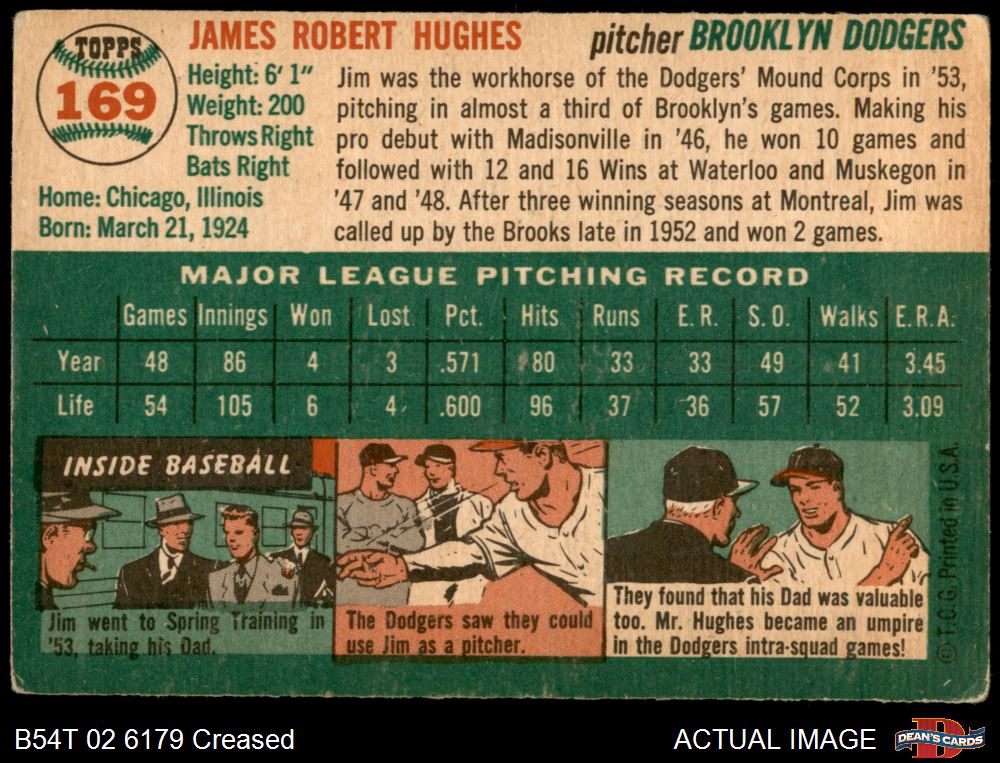 TOPPS
169
JAMES ROBERT HUGHES pitcher BROOKLYN DODGERS
Height: 6' 1"
Weight: 200
Throws Right
Bats Right
Home: Chicago, Illinois
Born: March 21, 1924
Jim was the workhorse of the Dodgers' Mound Corps in '53,
pitching in almost a third of Brooklyn's games. Making his
pro debut with Madisonville in '46, he won 10 games and
followed with 12 and 16 Wins at Waterloo and Muskegon in
'47 and '48. After three winning seasons at Montreal, Jim was
called up by the Brooks late in 1952 and won 2 games.
MAJOR LEAGUE PITCHING RECORD
Games Innings Won Lost Pct. Hits Runs E. R. S. O. Walks E.R.A.
Year 48 86 4 3 .571 80 33 33 49 41 3.45
Life 54 105 6 4 .600 96 37 36 57 52 3.09
INSIDE BASEBALL
Jim went to Spring Training in
'53, taking his Dad.
The Dodgers saw they could
use Jim as a pitcher.
They found that his Dad was valuable
too. Mr. Hughes became an umpire
in the Dodgers intra-squad games!
© T.C.G. Printed in U.S.A.
B54T 02 6179 Creased
ACTUAL IMAGE
DEAN'S CARDS